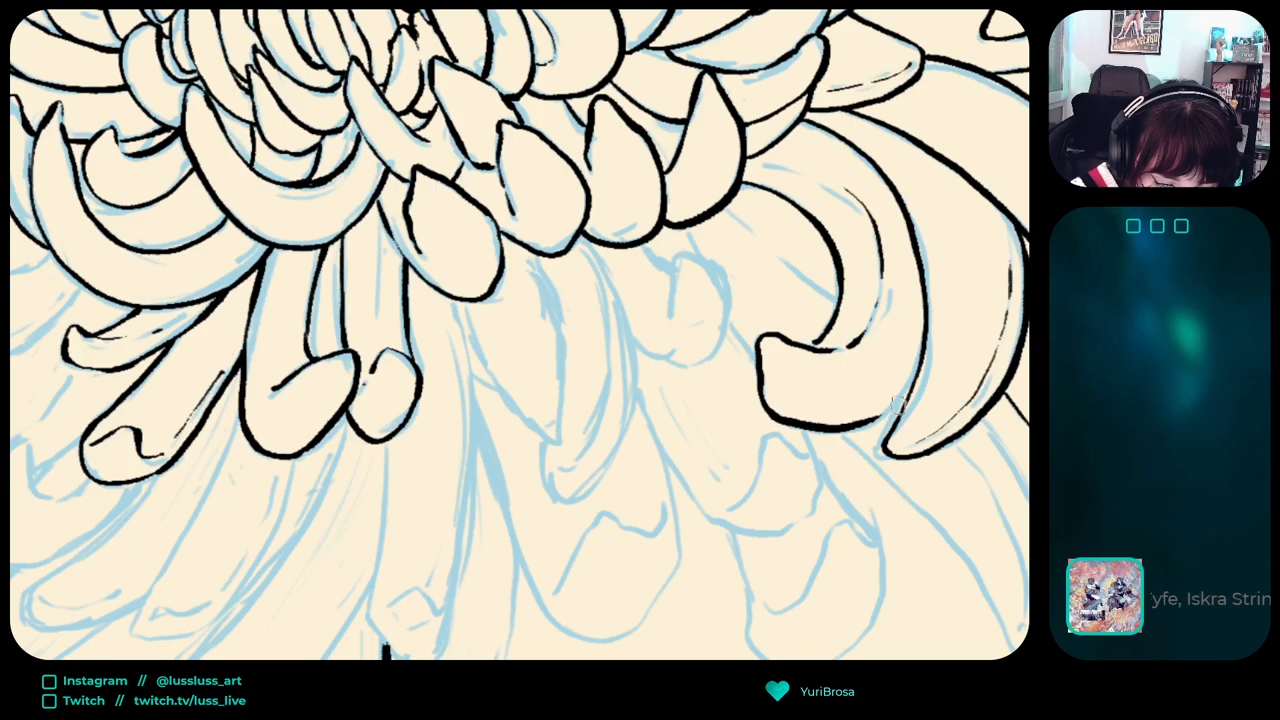 yfe, Iskra Strin
Instagram // @lussluss_art
Twitch // twitch.tv/luss_live
YuriBrosa